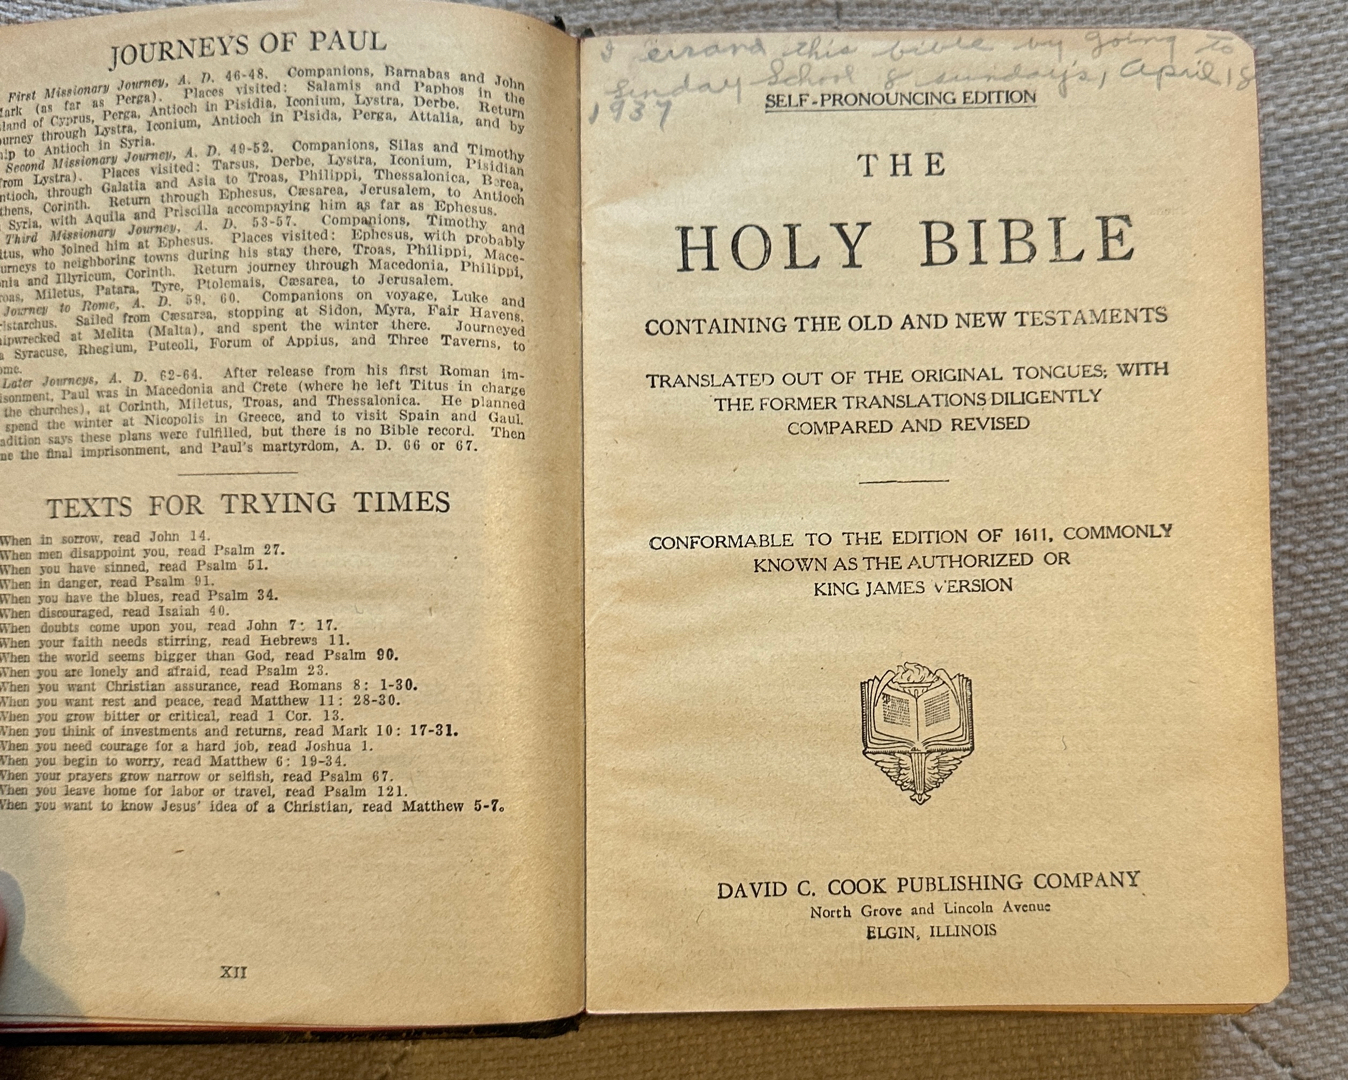 JOURNEYS OF PAUL
First Missionary Journey, A. D. 46-48. Companions, Barnabas and John
Mark (as far as Perga). Places visited: Salamis and Paphos in the
land of Cyprus, Perga, Antioch in Pisidia, Iconium, Lystra, Derbe. Return
ourney through Lystra, Iconium, Antioch in Pisida, Perga, Attalia, and by
hip to Antioch in Syria.
Second Missionary Journey, A. D. 49-52. Companions, Silas and Timothy
from Lystra). Places visited: Tarsus, Derbe, Lystra, Iconium, Pisidian
ntioch, through Galatia and Asia to Troas, Philippi, Thessalonica, Berea,
thens, Corinth. Return through Ephesus, Cæsarea, Jerusalem, to Antioch
Syria, with Aquila and Priscilla accompaying him as far as Ephesus.
Third Missionary Journey, A. D. 53-57. Companions, Timothy and
itus, who joined him at Ephesus. Places visited: Ephesus, with probably
urneys to neighboring towns during his stay there, Troas, Philippi, Mace-
nia and Illyricum, Corinth. Return journey through Macedonia, Philippi,
oas, Miletus, Patara, Tyre, Ptolemais, Cæsarea, to Jerusalem.
Journey to Rome, A. D. 59, 60. Companions on voyage, Luke and
istarchus. Sailed from Cæsarea, stopping at Sidon, Myra, Fair Havens,
ipwrecked at Melita (Malta), and spent the winter there. Journeyed
a Syracuse, Rhegium, Puteoli, Forum of Appius, and Three Taverns, to
ome.
Later Journeys, A. D. 62-64. After release from his first Roman im-
isonment, Paul was in Macedonia and Crete (where he left Titus in charge
the churches), at Corinth, Miletus, Troas, and Thessalonica. He planned
spend the winter at Nicopolis in Greece, and to visit Spain and Gaul.
adition says these plans were fulfilled, but there is no Bible record. Then
me the final imprisonment, and Paul's martyrdom, A. D. 66 or 67.
TEXTS FOR TRYING TIMES
When in sorrow, read John 14.
When men disappoint you, read Psalm 27.
When you have sinned, read Psalm 51.
When in danger, read Psalm 91.
When you have the blues, read Psalm 34.
When discouraged, read Isaiah 40.
When doubts come upon you, read John 7: 17.
When your faith needs stirring, read Hebrews 11.
When the world seems bigger than God, read Psalm 90.
When you are lonely and afraid, read Psalm 23.
When you want Christian assurance, read Romans 8: 1-30.
When you want rest and peace, read Matthew 11: 28-30.
When you grow bitter or critical, read 1 Cor. 13.
When you think of investments and returns, read Mark 10: 17-31.
When you need courage for a hard job, read Joshua 1.
When you begin to worry, read Matthew 6: 19-34.
When your prayers grow narrow or selfish, read Psalm 67.
When you leave home for labor or travel, read Psalm 121.
When you want to know Jesus' idea of a Christian, read Matthew 5-7.
XII
I this bible by going to
Sunday School 8 sunday's, April 18
1937
SELF-PRONOUNCING EDITION
THE
HOLY BIBLE
CONTAINING THE OLD AND NEW TESTAMENTS
TRANSLATED OUT OF THE ORIGINAL TONGUES; WITH
THE FORMER TRANSLATIONS DILIGENTLY
COMPARED AND REVISED
CONFORMABLE TO THE EDITION OF 1611, COMMONLY
KNOWN AS THE AUTHORIZED OR
KING JAMES VERSION
DAVID C. COOK PUBLISHING COMPANY
North Grove and Lincoln Avenue
ELGIN, ILLINOIS